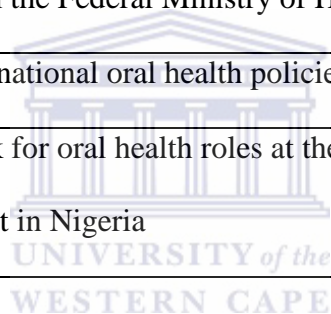 the Federal Ministry of
national oral health
for oral health roles at the
in Nigeria
UNIVERSITY of the
WESTERN CAPE